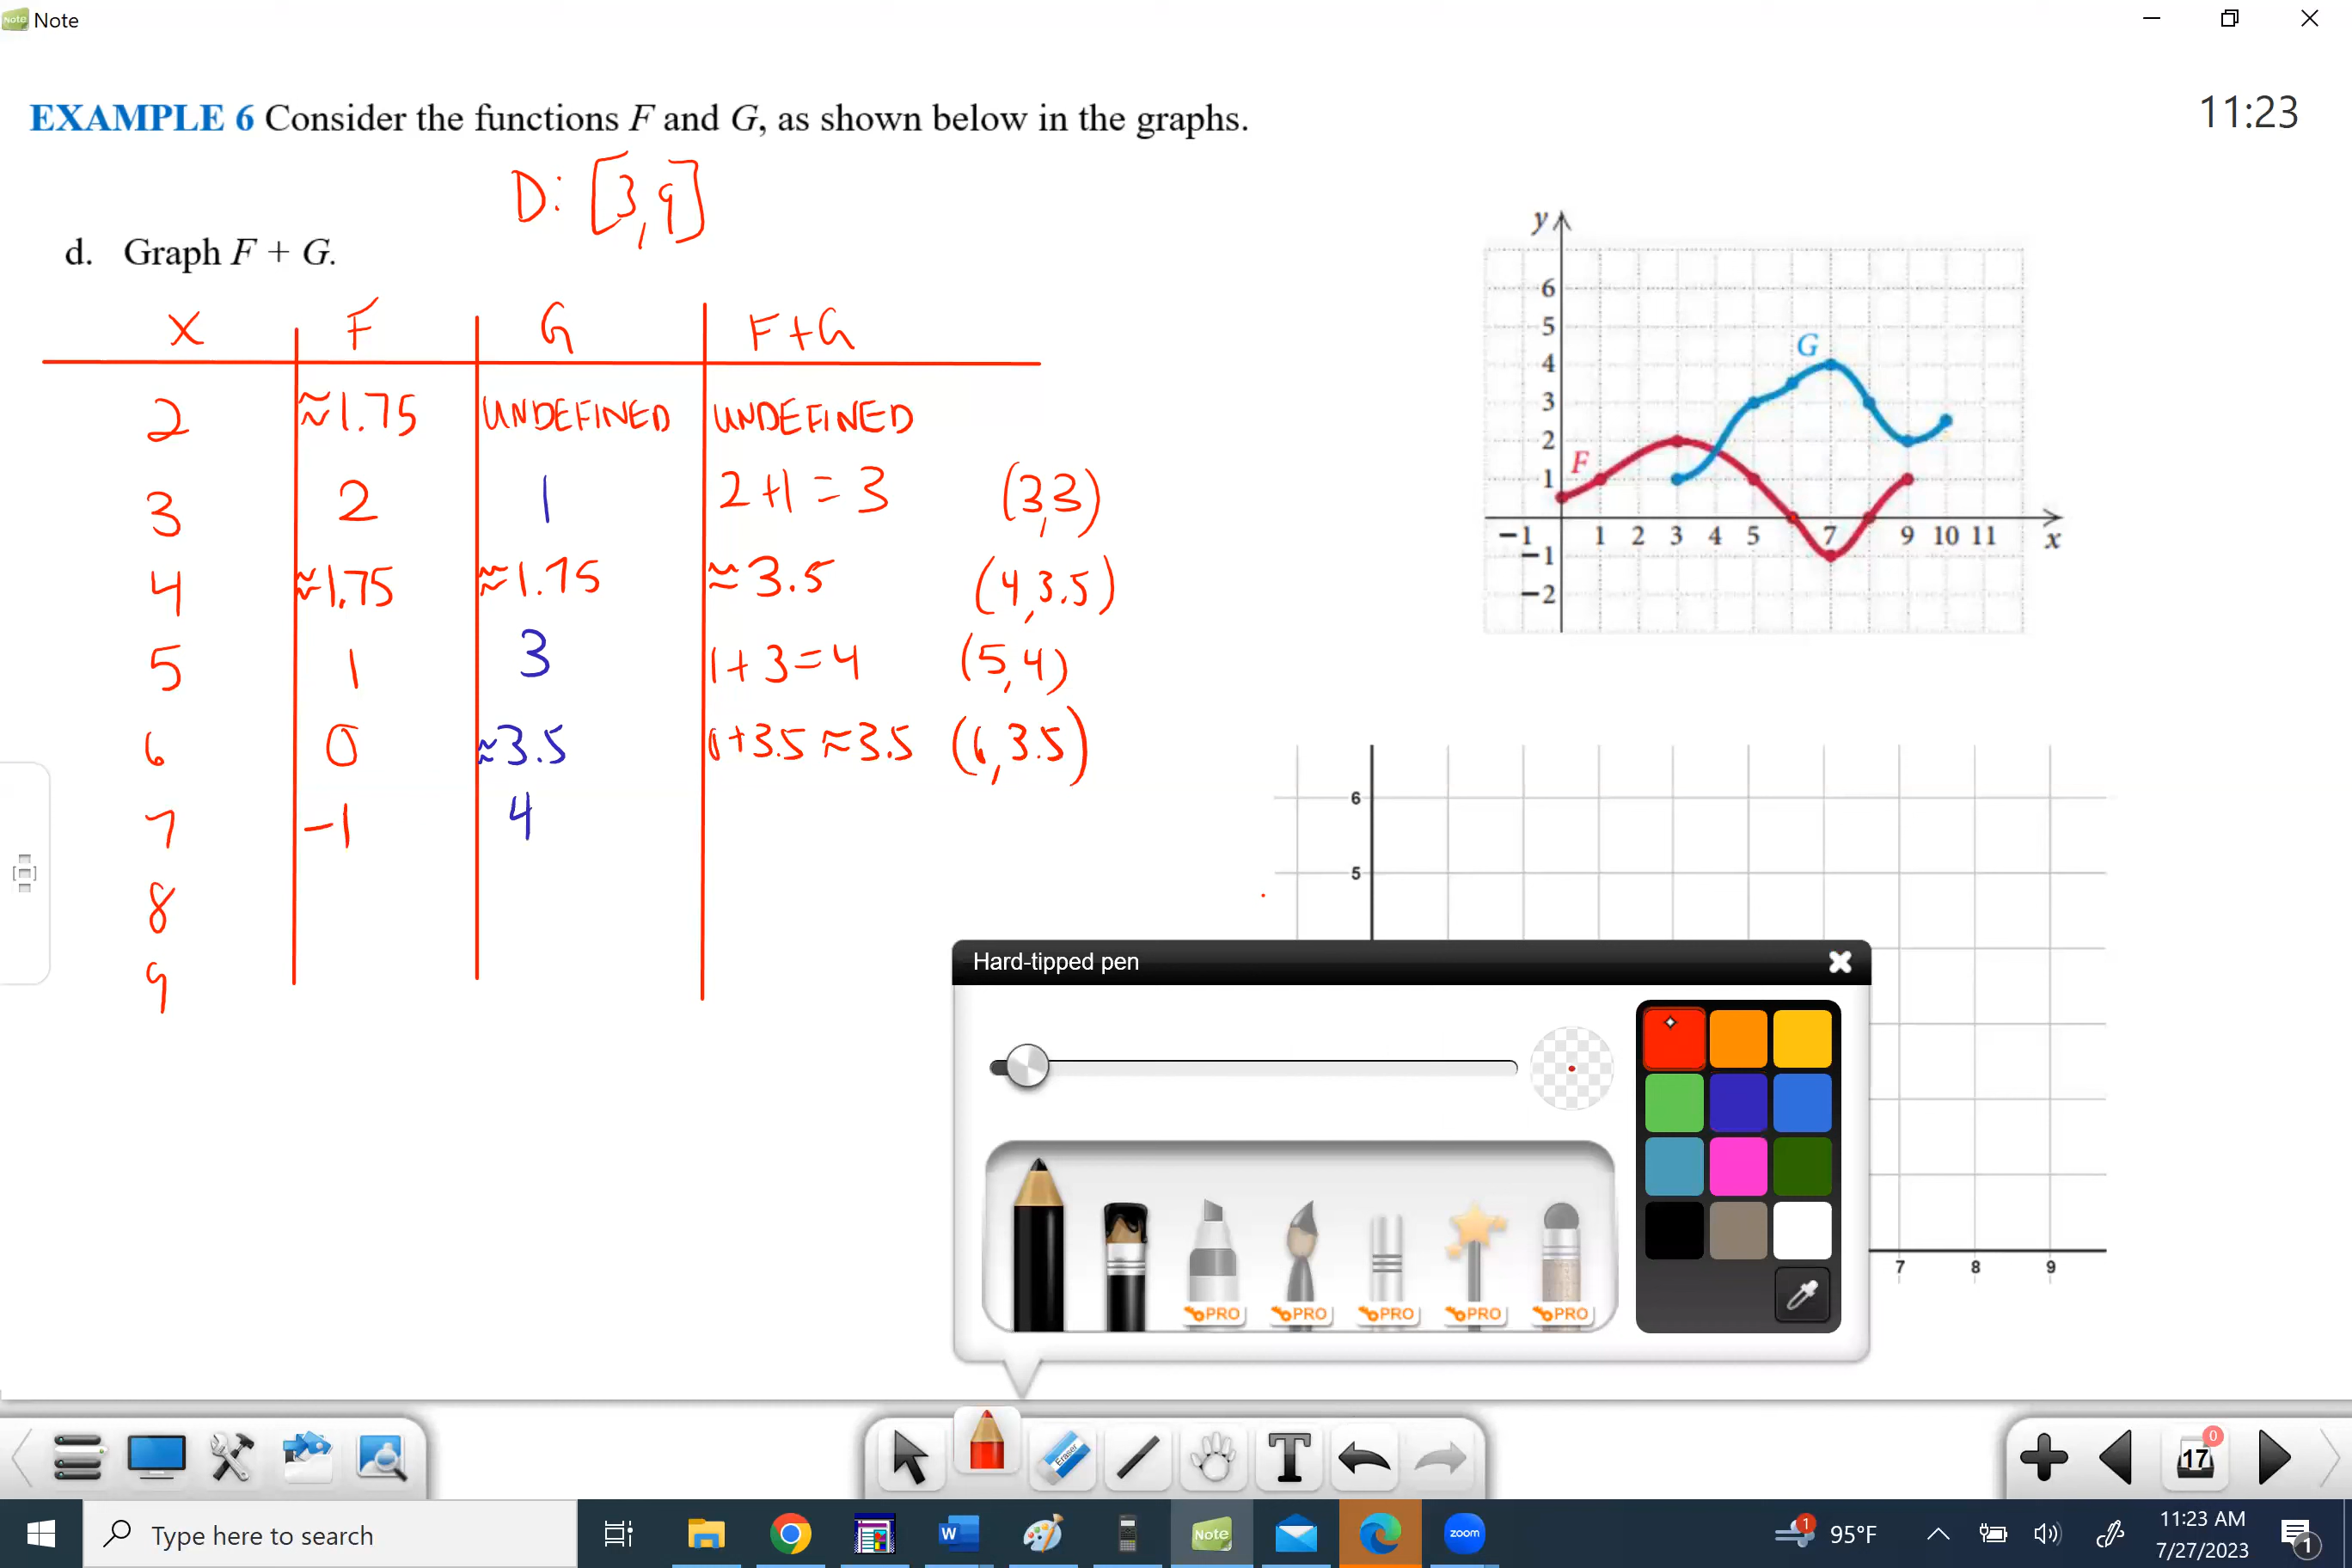 Note
EXAMPLE 6 Consider the functions F and G, as shown below in the graphs.
11:23
D: [3,9]
d. Graph F + G.
X F G F+G
2 ≈1.75 UNDEFINED UNDEFINED
3 2 1 2+1=3 (3,3)
4 ≈1.75 ≈1.75 ≈3.5 (4,3.5)
5 1 3 1+3=4 (5,4)
6 0 ≈3.5 0+3.5≈3.5 (6,3.5)
7 -1 4
8
9
y
6
5
4
3
2
1
−1
−2
G
F
−1 1 2 3 4 5 7 9 10 11
x
6
5
7 8 9
Hard-tipped pen
PRO PRO PRO PRO PRO
Eraser
T
17
0
Type here to search
W
Note
zoom
1
95°F
11:23 AM
7/27/2023
1